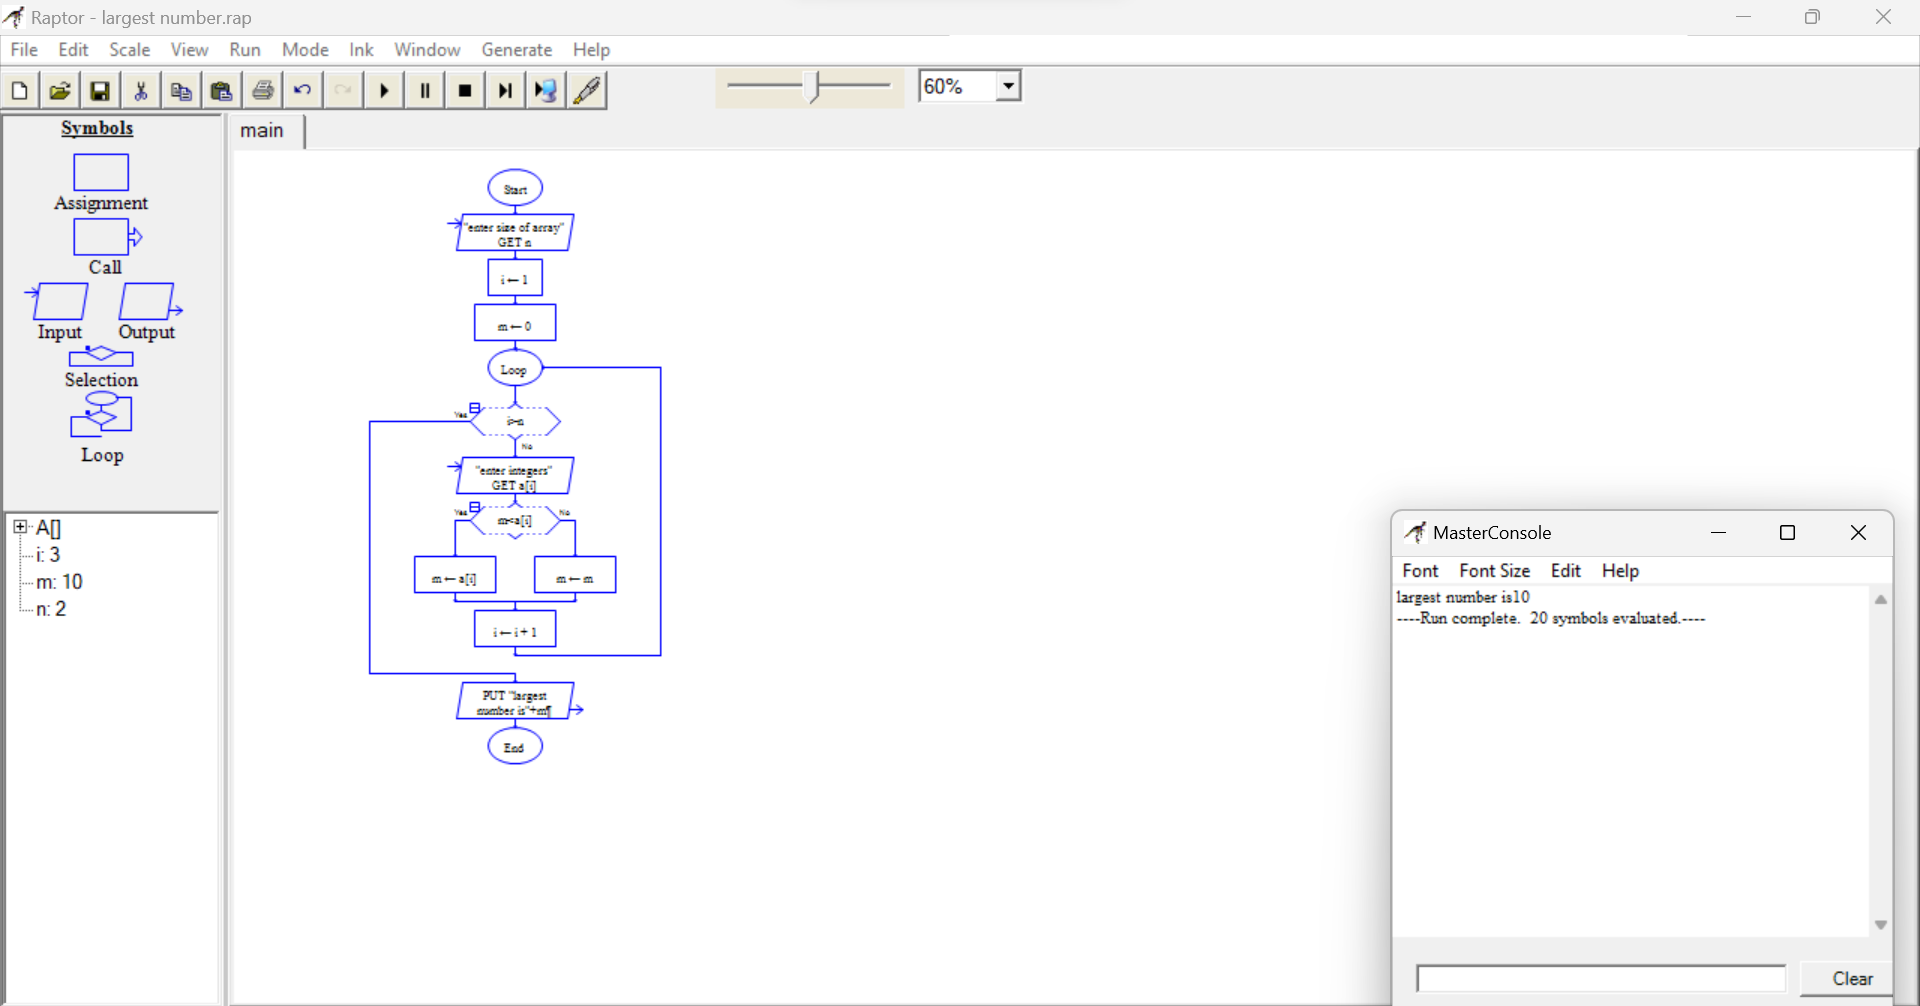 Raptor - largest number.rap
File Edit Scale View Run Mode Ink Window Generate Help
60%
Symbols
Assignment
Call
Input Output
Selection
Loop
A[]
i: 3
m: 10
n: 2
main
Start
"enter size of array"
GET n
i ← 1
m ← 0
Loop
Yes
No
"enter integers"
GET a[i]
Yes
m<a[i]
No
m ← a[i]
m ← m
i ← i + 1
PUT "largest
number is"+m¶
End
MasterConsole
Font Font Size Edit Help
largest number is10
----Run complete. 20 symbols evaluated.----
Clear